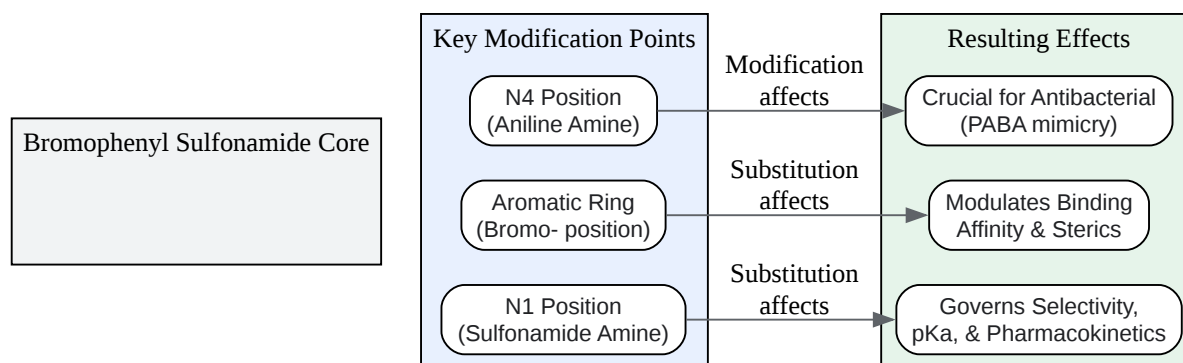 Bromophenyl Sulfonamide Core
Key Modification Points
N4 Position
(Aniline Amine)
Aromatic Ring
(Bromo- position)
N1 Position
(Sulfonamide Amine)
Modification
affects
Substitution
affects
Substitution
affects
Resulting Effects
Crucial for Antibacterial
(PABA mimicry)
Modulates Binding
Affinity & Sterics
Governs Selectivity,
pKa, & Pharmacokinetics